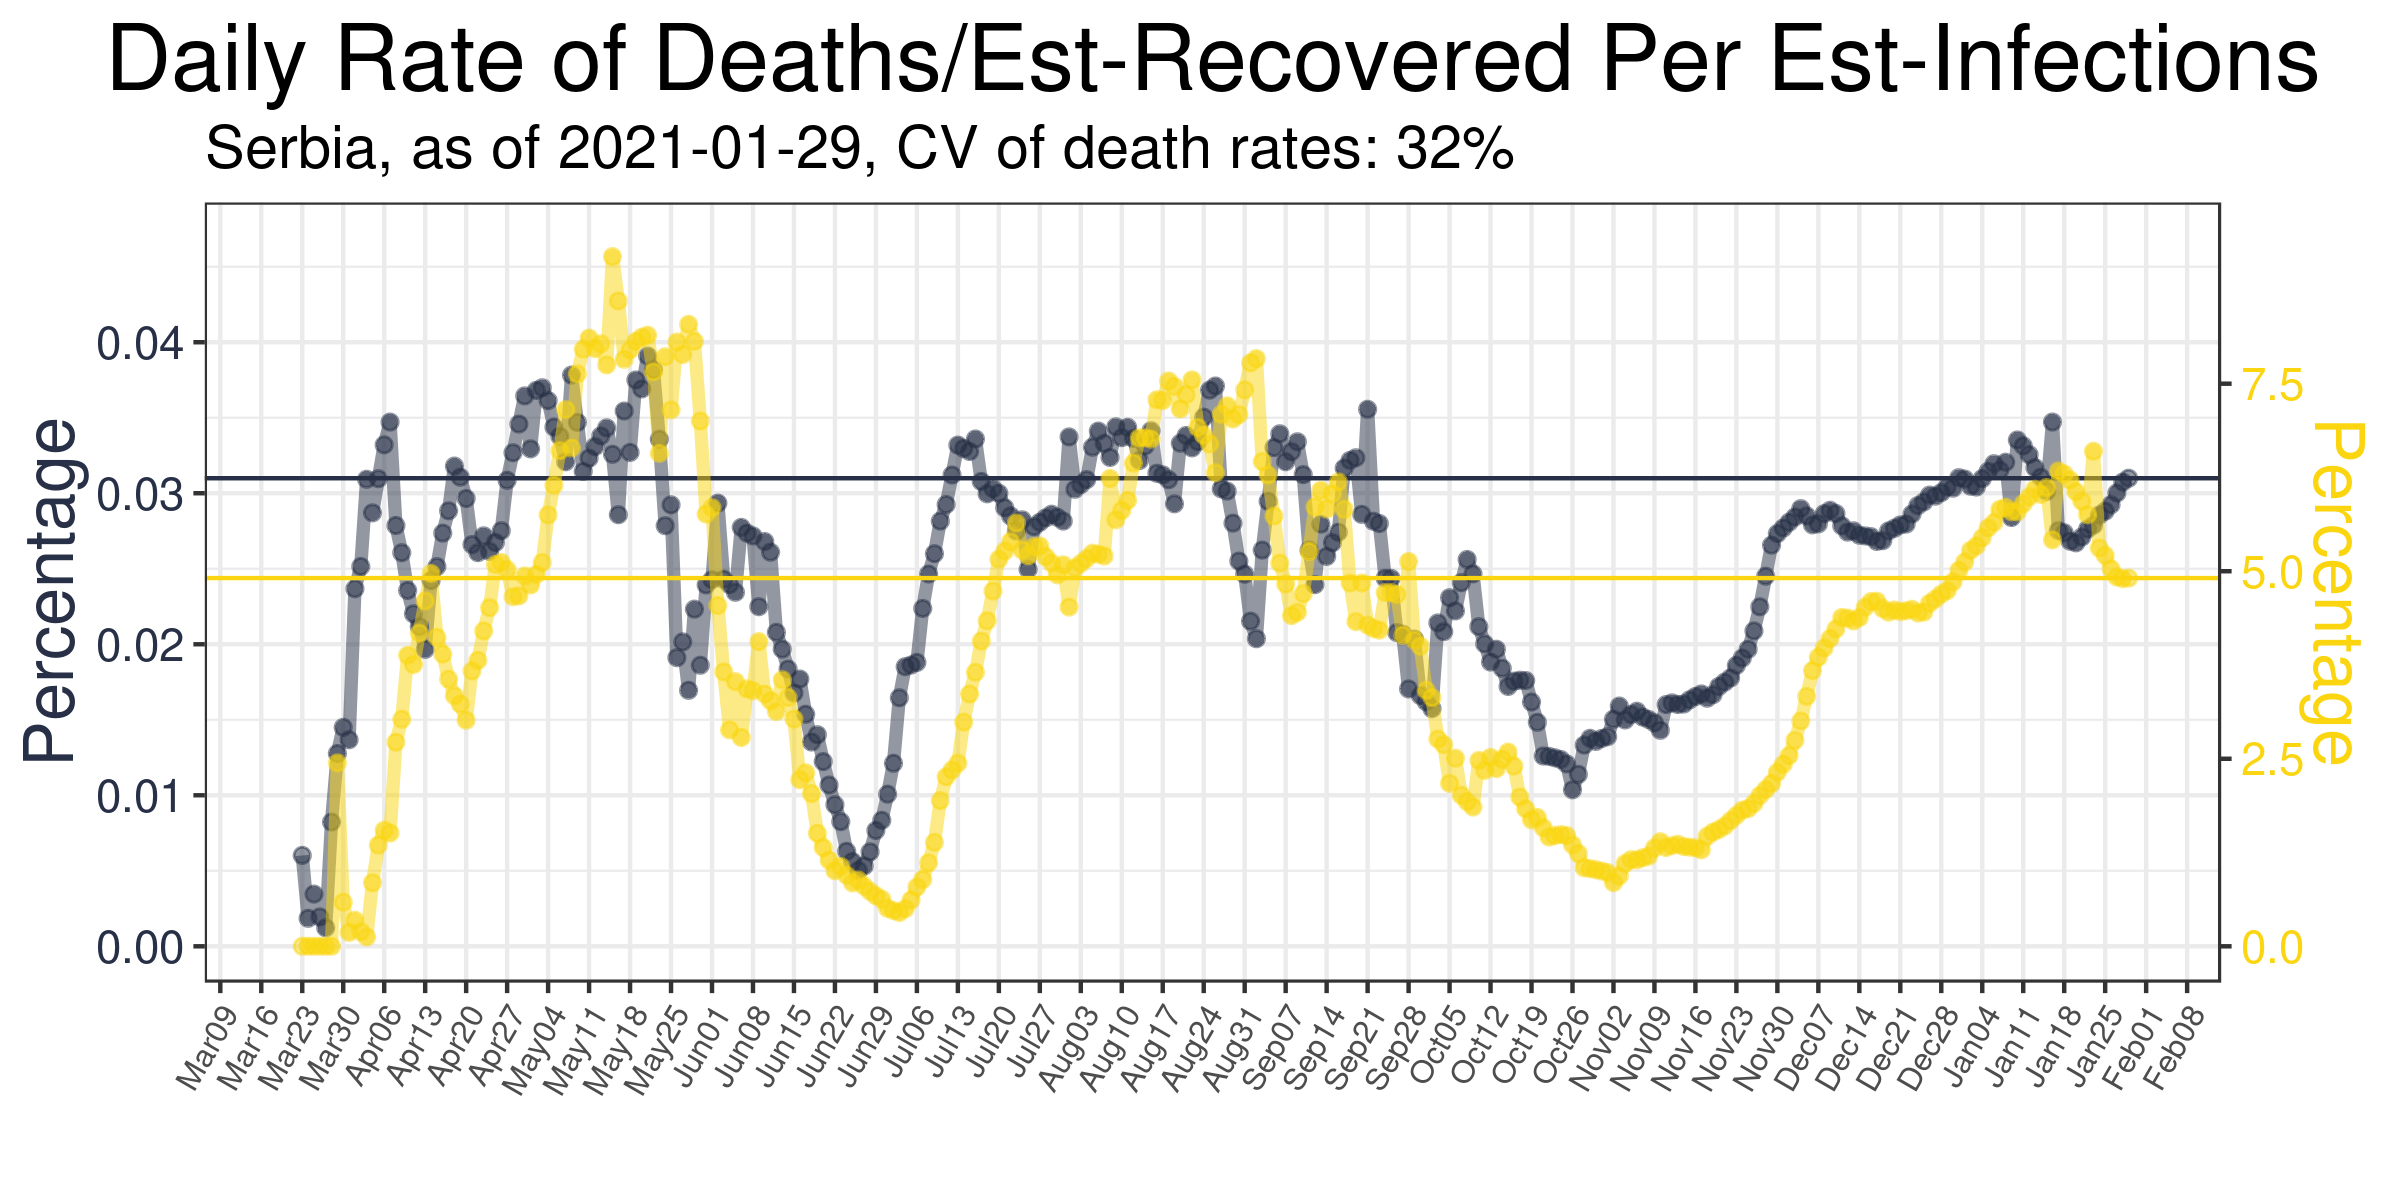 Daily Rate of Deaths/Est-Recovered Per Est-Infections
Serbia, as of 2021-01-29, CV of death rates: 32%
Percentage
0.04
0.03
0.02
0.01
0.00
7.5
5.0
2.5
0.0
Percentage
Mar09
Mar16
Mar23
Mar30
Apr06
Apr13
Apr20
Apr27
May04
May11
May18
May25
Jun01
Jun08
Jun15
Jun22
Jun29
Jul06
Jul13
Jul20
Jul27
Aug03
Aug10
Aug17
Aug24
Aug31
Sep07
Sep14
Sep21
Sep28
Oct05
Oct12
Oct19
Oct26
Nov02
Nov09
Nov16
Nov23
Nov30
Dec07
Dec14
Dec21
Dec28
Jan04
Jan11
Jan18
Jan25
Feb01
Feb08